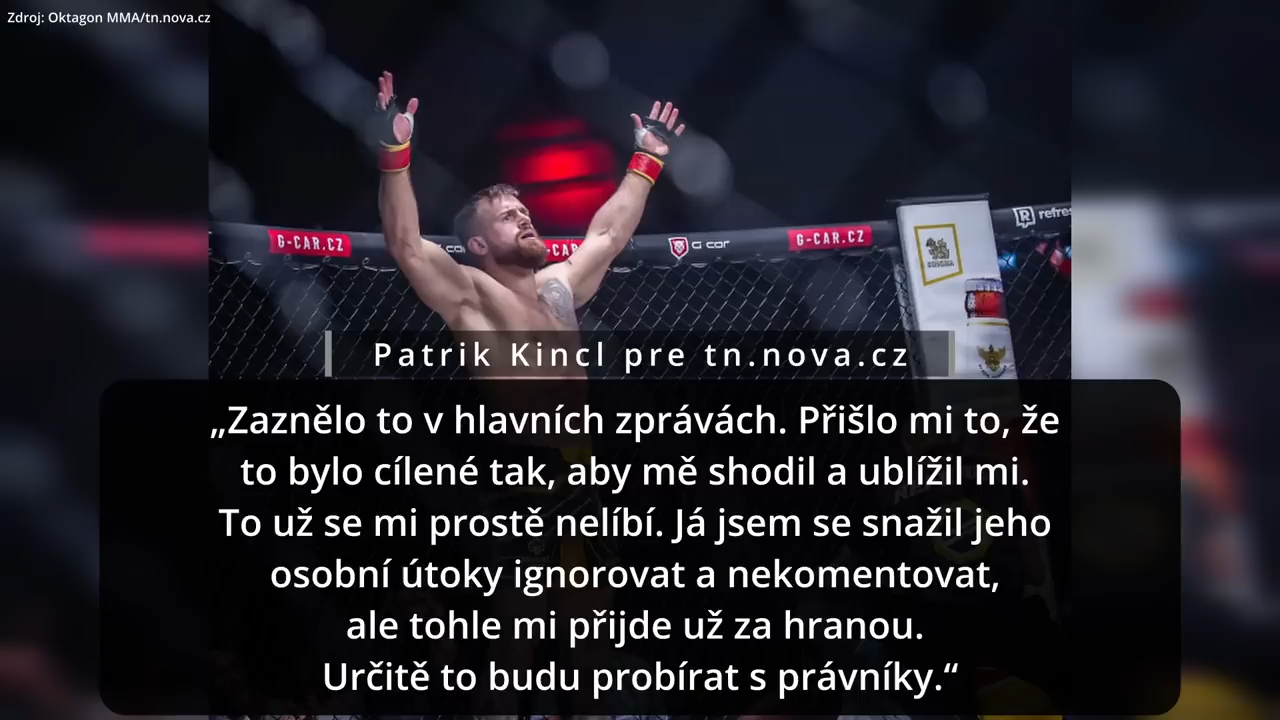 Zdroj: Oktagon MMA/tn.nova.cz
G-CAR.CZ
G-CAR.CZ
G car
refres
Patrik Kincl pre tn.nova.cz
„Zaznělo to v hlavních zprávách. Přišlo mi to, že
to bylo cílené tak, aby mě shodil a ublížil mi.
To už se mi prostě nelíbí. Já jsem se snažil jeho
osobní útoky ignorovat a nekomentovat,
ale tohle mi přijde už za hranou.
Určitě to budu probírat s právníky.“